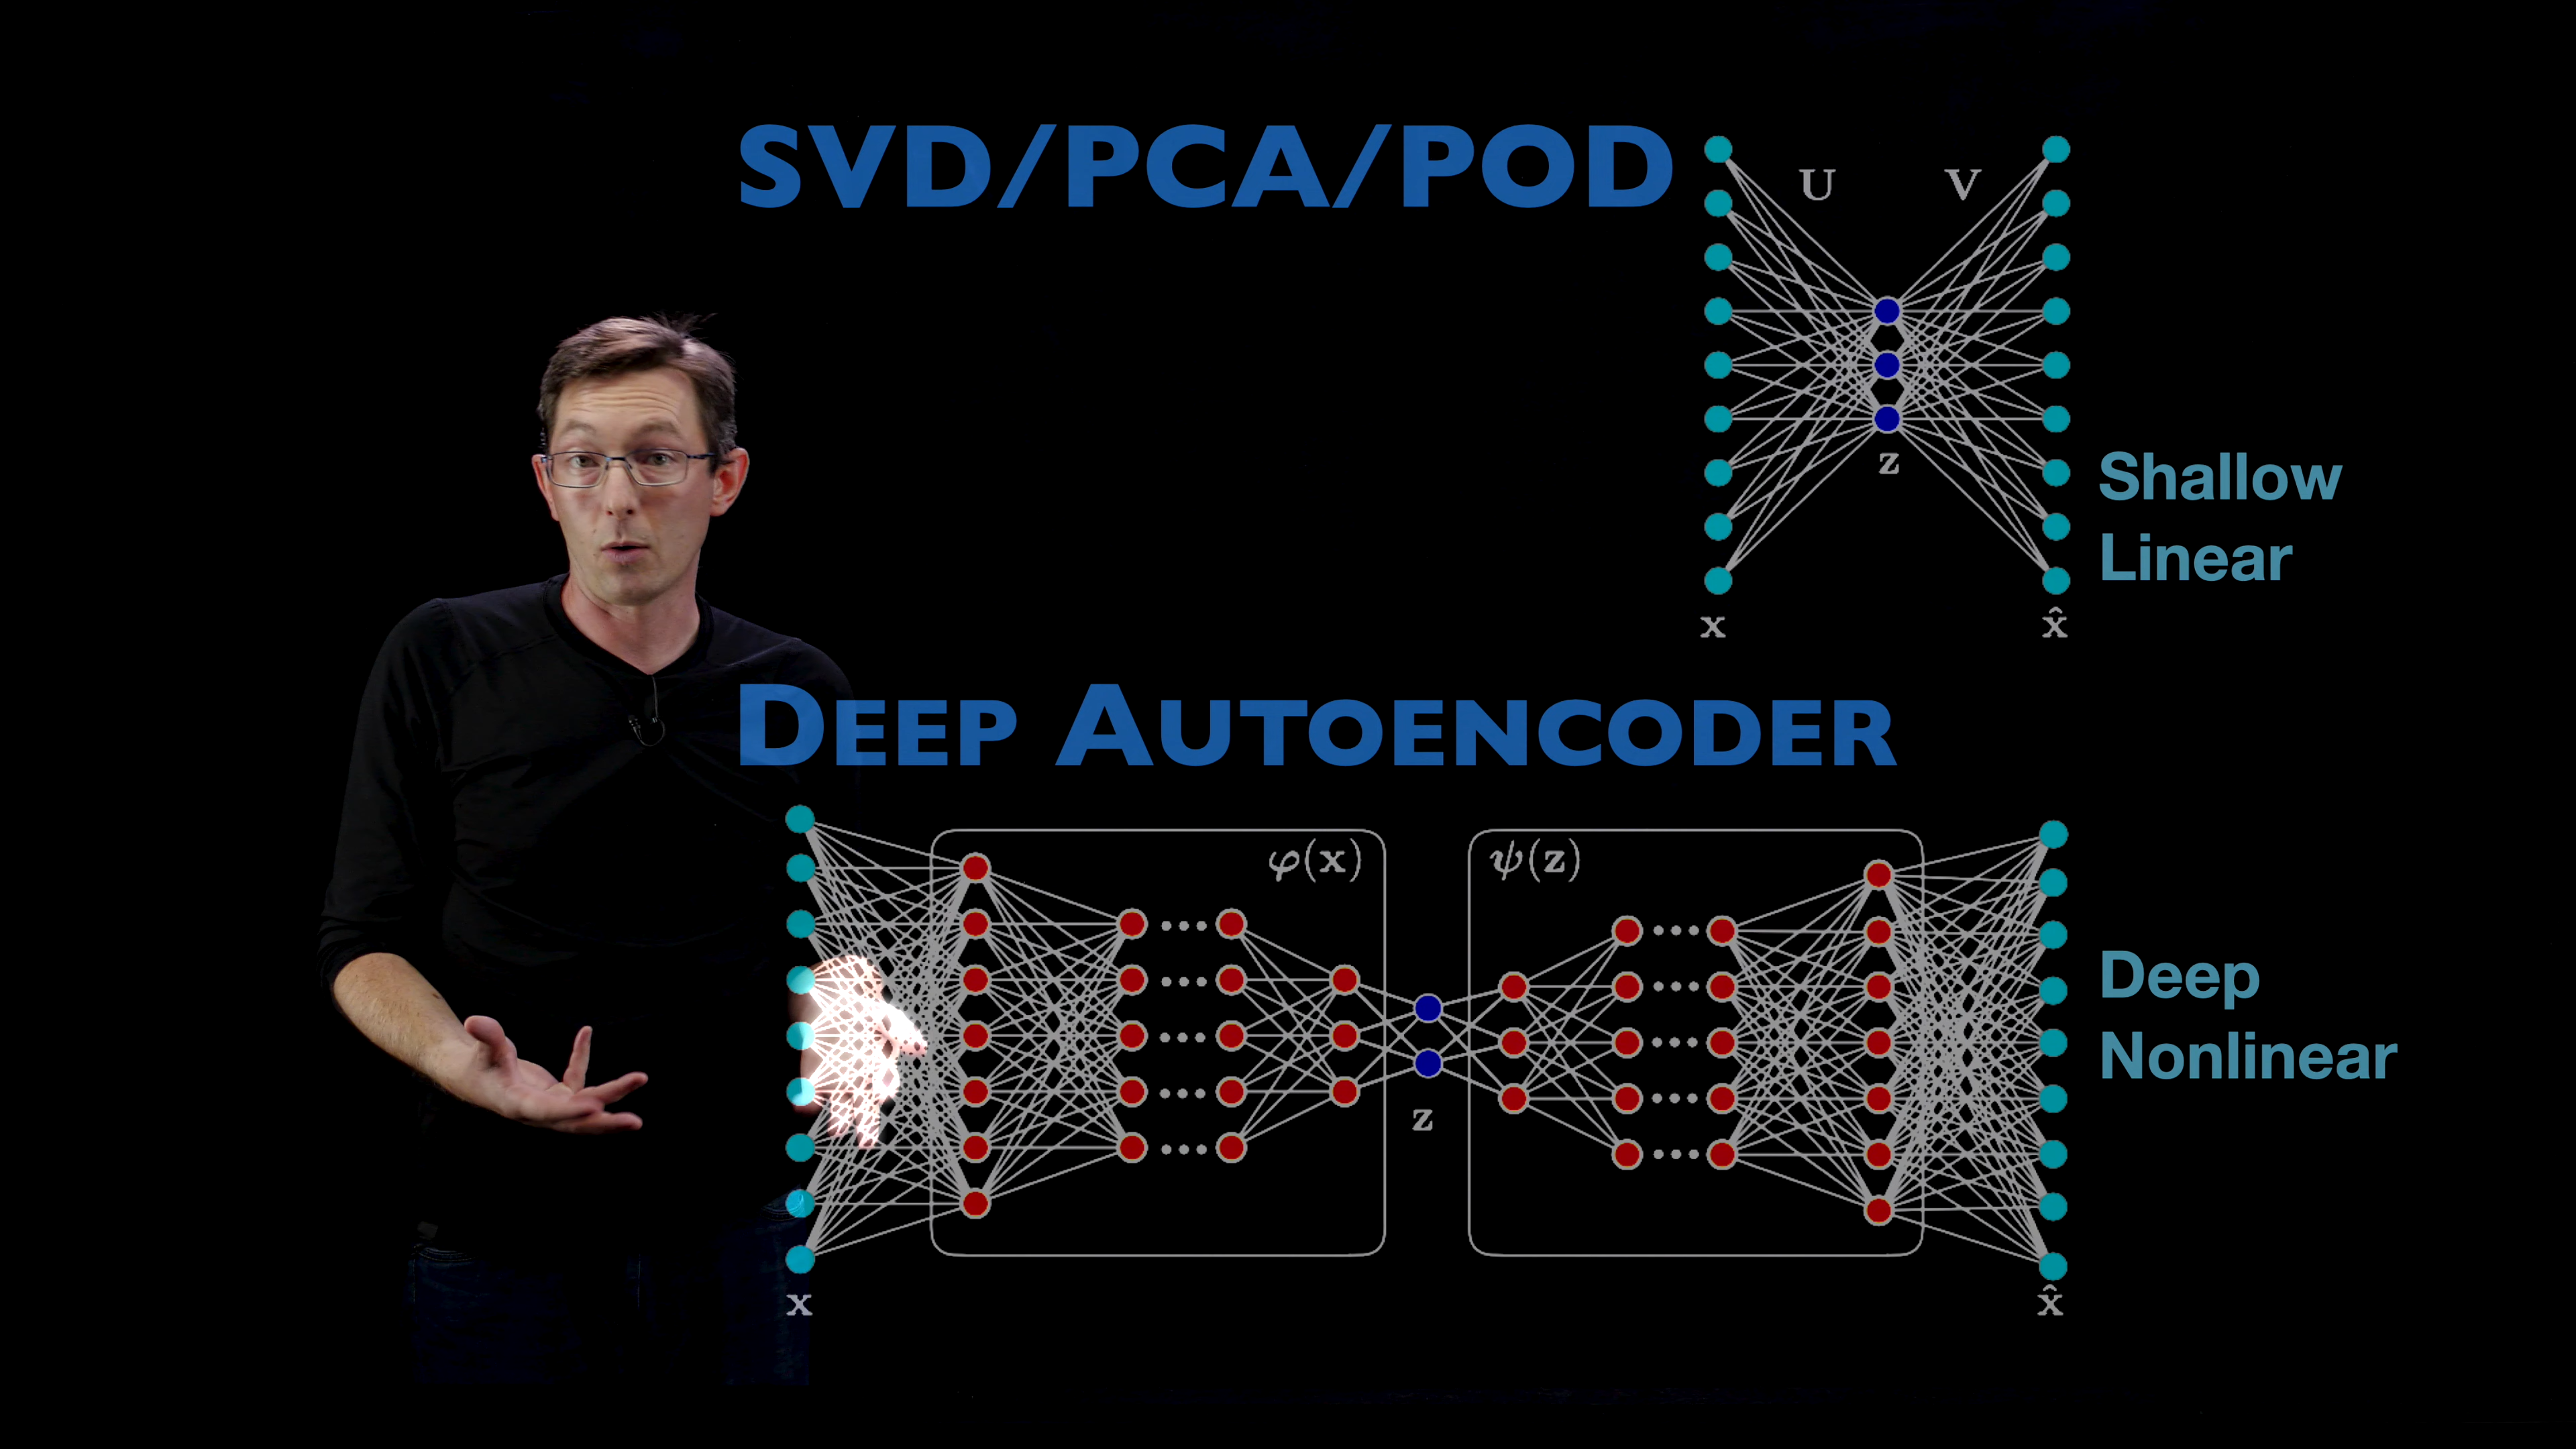 SVD/PCA/POD
U V
z
x x̂
Shallow
Linear
DEEP AUTOENCODER
φ(x) ψ(z)
z
x x̂
Deep
Nonlinear